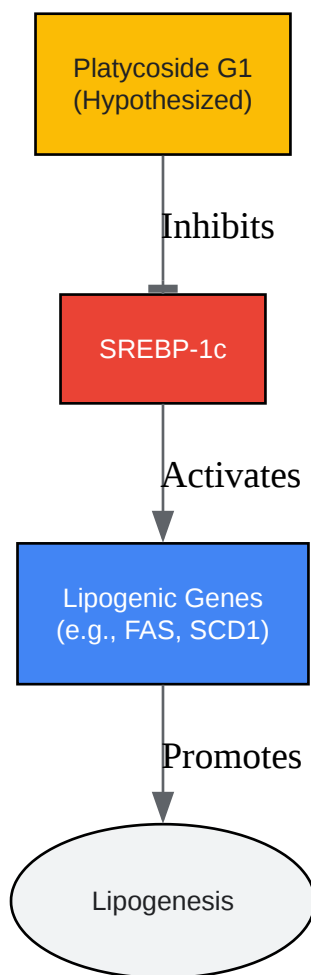 Platycoside G1
(Hypothesized)
Inhibits
SREBP-1c
Activates
Lipogenic Genes
(e.g., FAS, SCD1)
Promotes
Lipogenesis